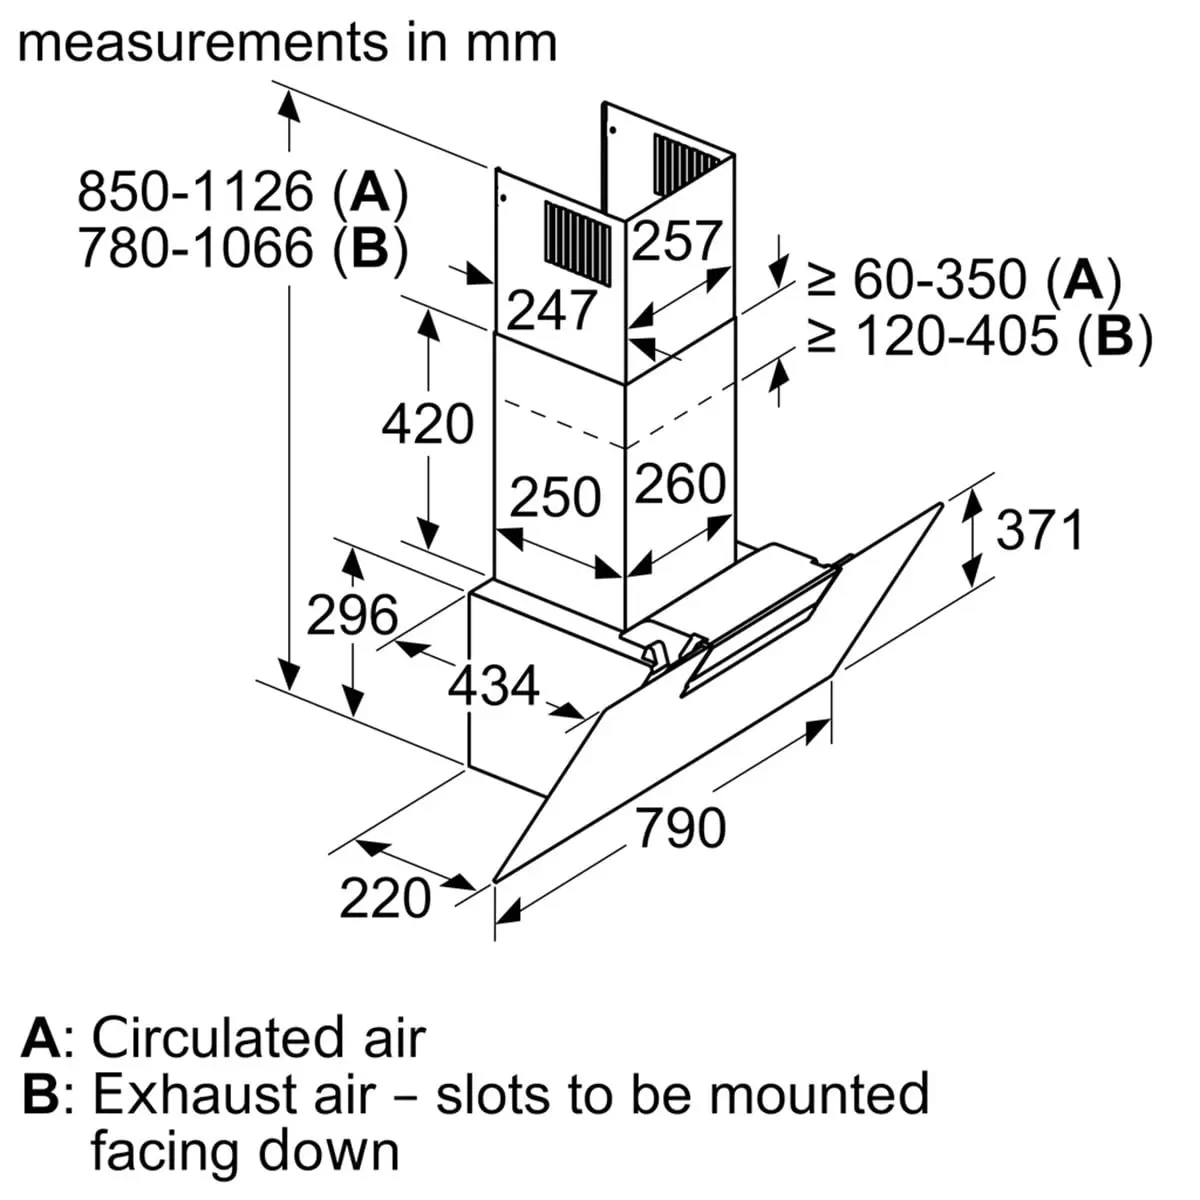 measurements in mm
850-1126 (A)
780-1066 (B)
257
247
≥ 60-350 (A)
≥ 120-405 (B)
420
250
260
371
296
434
790
220
A: Circulated air
B: Exhaust air – slots to be mounted
facing down